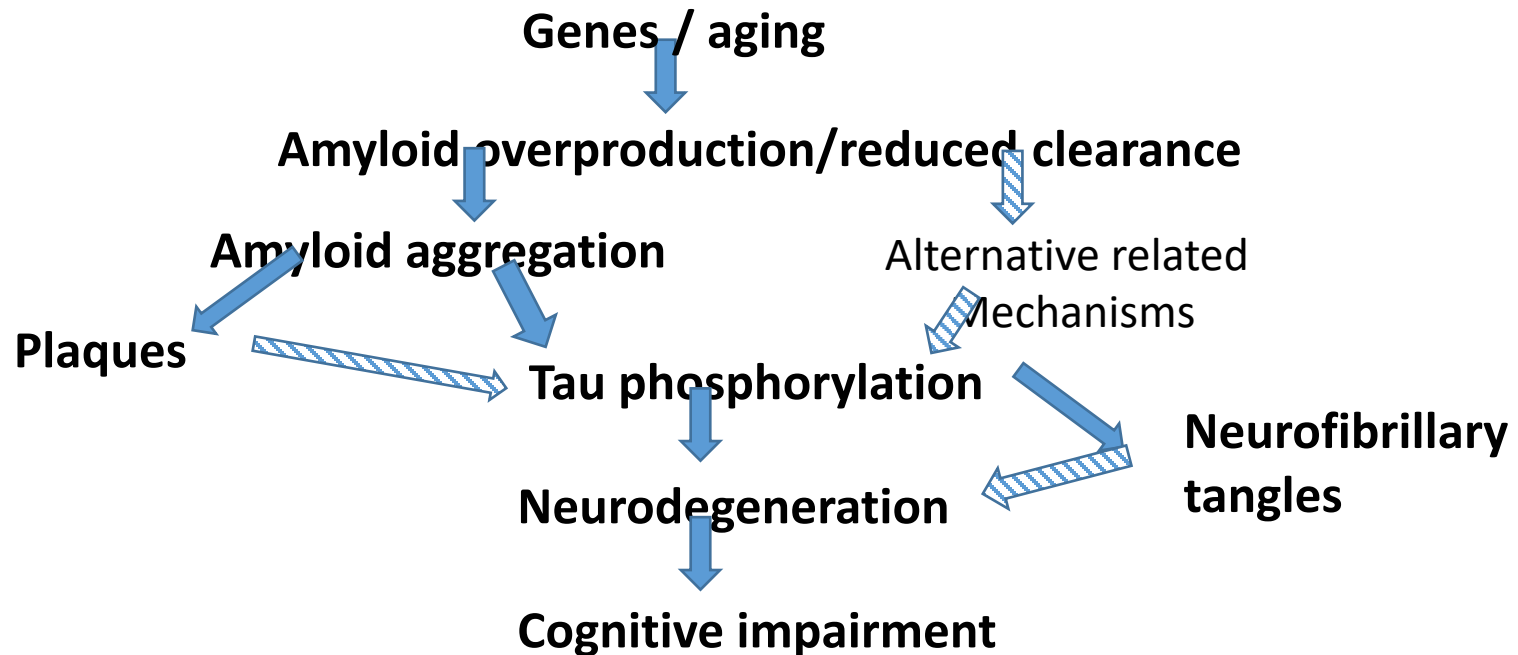 Genes / aging
Amyloid overproduction/reduced clearance
Amyloid aggregation
Alternative related
Mechanisms
Plaques
Tau phosphorylation
Neurofibrillary
tangles
Neurodegeneration
Cognitive impairment